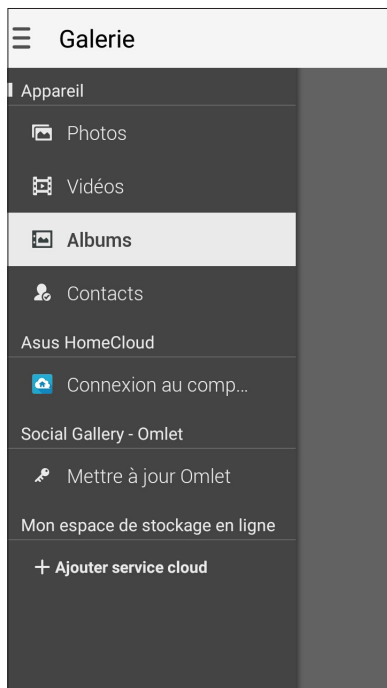 Galerie
Appareil
Photos
Vidéos
Albums
Contacts
Asus HomeCloud
Connexion au comp...
Social Gallery - Omlet
Mettre à jour Omlet
Mon espace de stockage en ligne
+ Ajouter service cloud